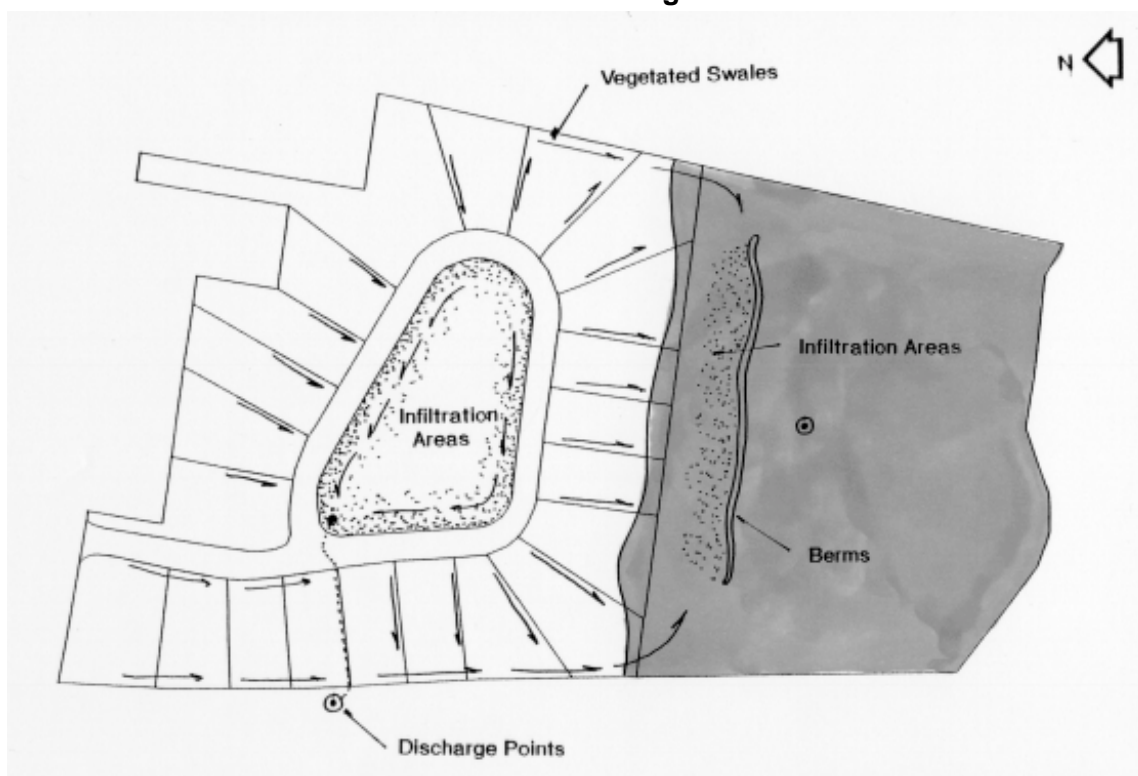 N
Vegetated Swales
Infiltration Areas
Infiltration
Areas
Berms
Discharge Points